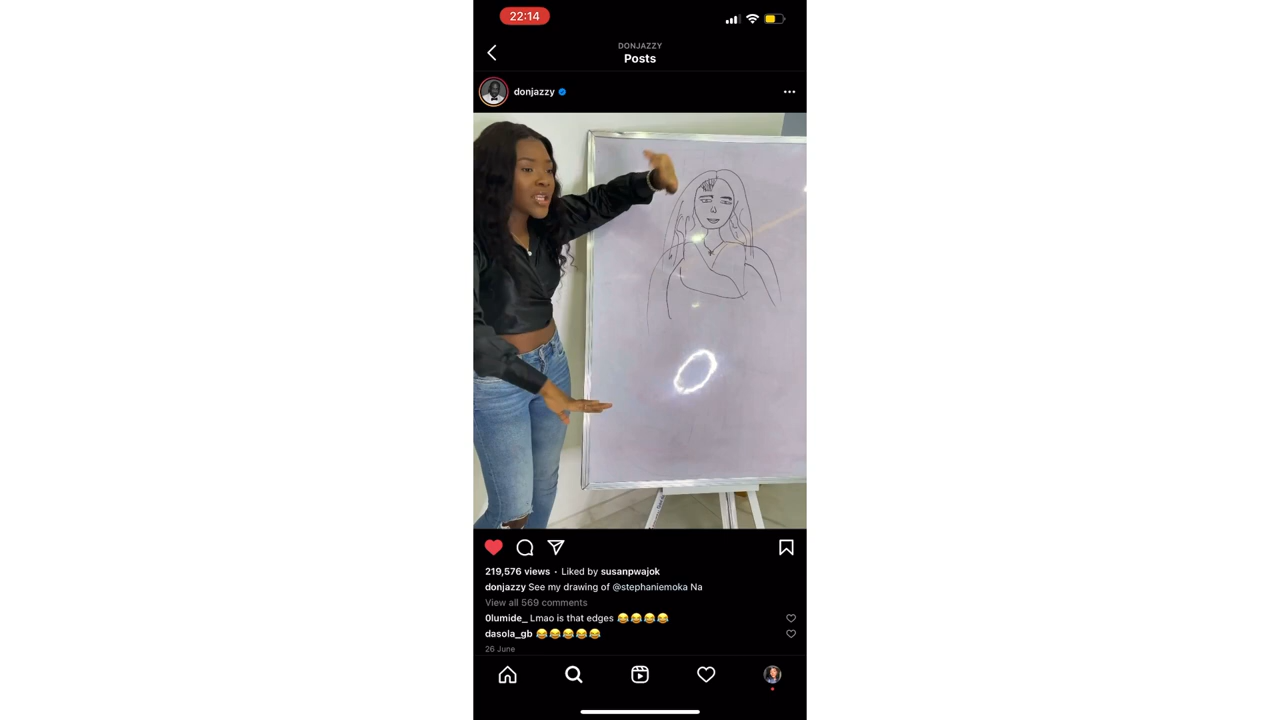 22:14
DONJAZZY
Posts
donjazzy
219,576 views · Liked by susanpwajok
donjazzy See my drawing of @stephaniemoka Na
View all 569 comments
0lumide_ Lmao is that edges 😂😂😂😂
dasola_gb 😂😂😂😂😂
26 June